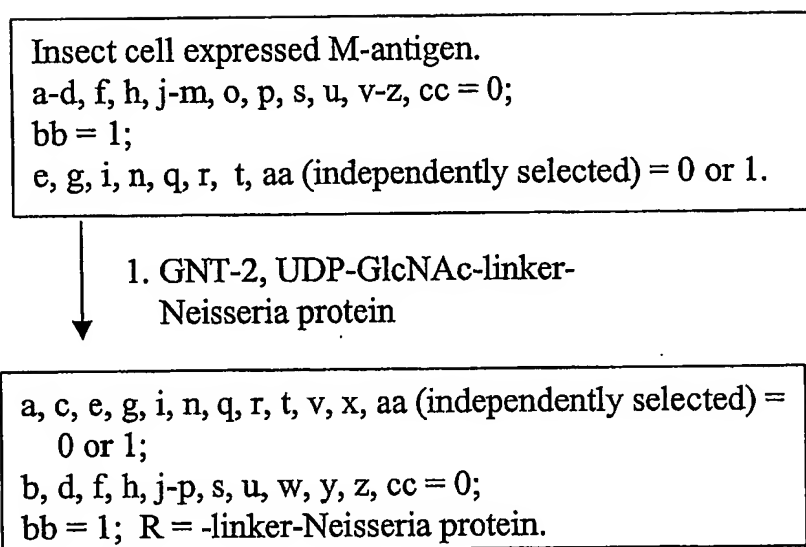 Insect cell expressed M-antigen.
a-d, f, h, j-m, o, p, s, u, v-z, cc = 0;
bb = 1;
e, g, i, n, q, r, t, aa (independently selected) = 0 or 1.
1. GNT-2, UDP-GlcNAc-linker-
Neisseria protein
a, c, e, g, i, n, q, r, t, v, x, aa (independently selected) =
0 or 1;
b, d, f, h, j-p, s, u, w, y, z, cc = 0;
bb = 1; R = -linker-Neisseria protein.